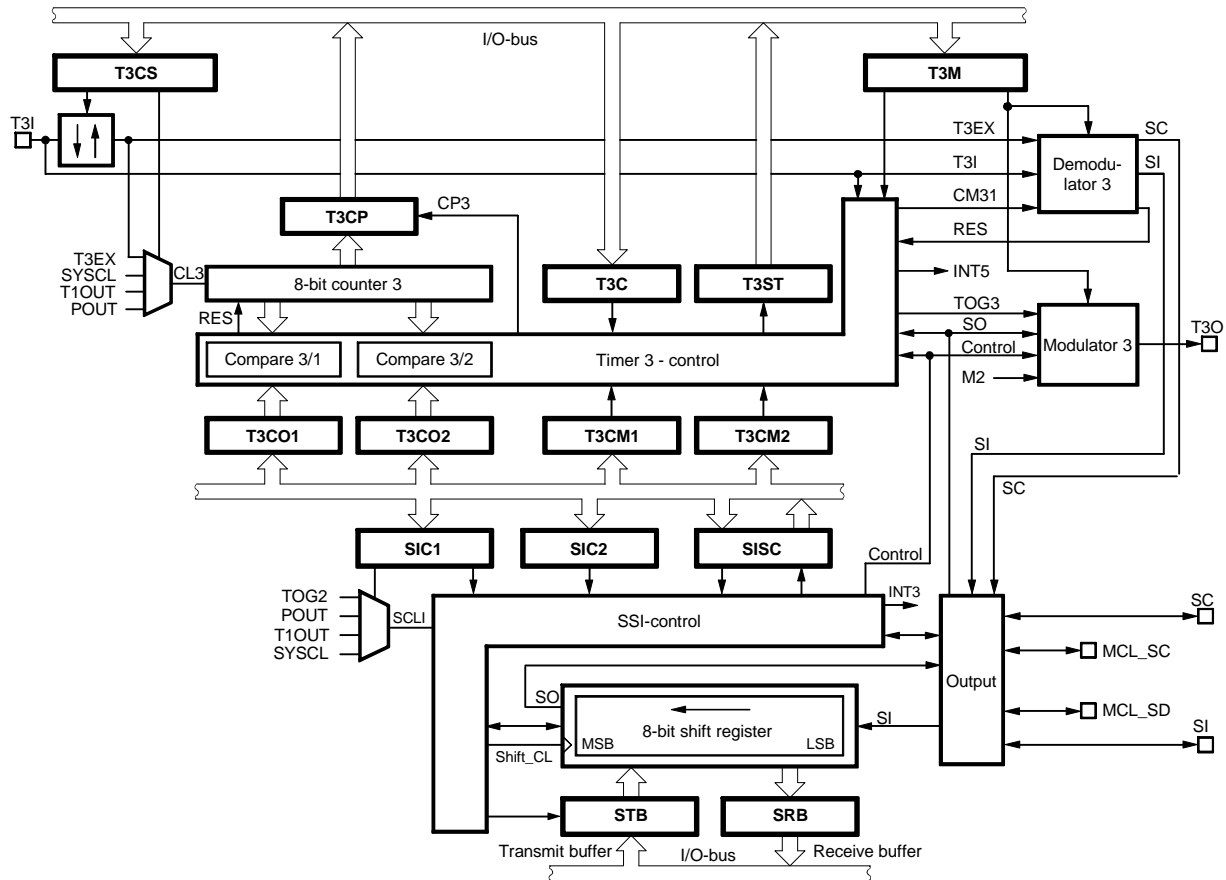 I/O-bus
T3CS
T3M
T3I
T3EX
SC
T3I
SI
Demodu-
lator 3
CM31
RES
T3CP
CP3
T3EX
SYSCL
T1OUT
POUT
CL3
8-bit counter 3
T3C
T3ST
INT5
RES
TOG3
SO
Control
M2
Modulator 3
T3O
Compare 3/1
Compare 3/2
Timer 3 - control
T3CO1
T3CO2
T3CM1
T3CM2
SI
SC
SIC1
SIC2
SISC
Control
TOG2
POUT
T1OUT
SYSCL
SCLI
SSI-control
INT3
SC
MCL_SC
Output
SO
8-bit shift register
MSB
LSB
SI
MCL_SD
SI
Shift_CL
STB
SRB
Transmit buffer
I/O-bus
Receive buffer